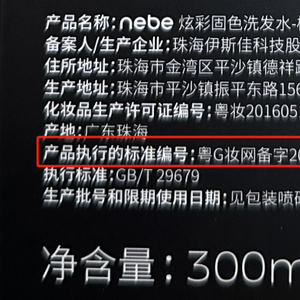 产品名称: nebe 炫彩固色洗发水-
备案人/生产企业: 珠海伊斯佳科技股
住所地址: 珠海市金湾区平沙镇德祥
生产地址: 珠海市平沙镇振平东路156
化妆品生产许可证编号: 粤妆201605
产地: 广东珠海
产品执行的标准编号: 粤G妆网备字20
执行标准: GB/T 29679
生产批号和限期使用日期: 见包装喷码
净含量: 300m